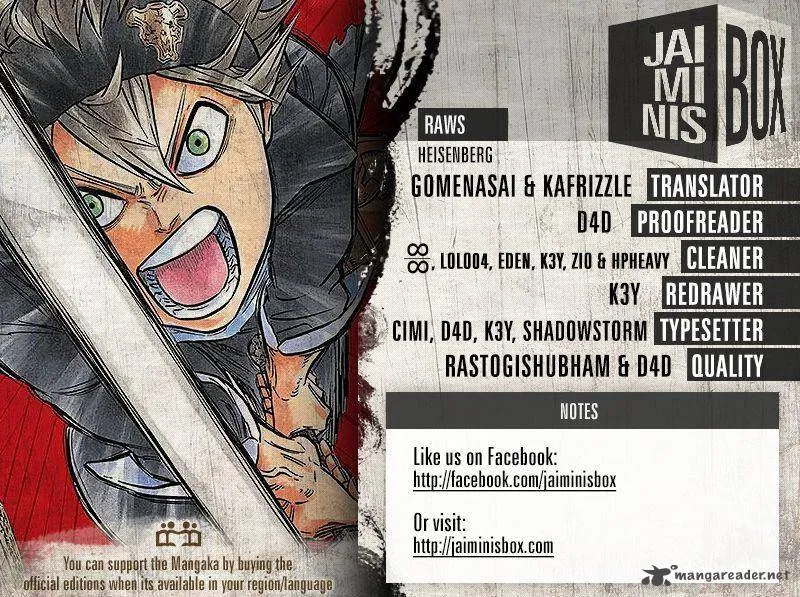 JAI
MI
NIS
BOX
RAWS
HEISENBERG
GOMENASAI & KAFRIZZLE TRANSLATOR
D4D PROOFREADER
∞∞, LOL004, EDEN, K3Y, ZIO & HPHEAVY CLEANER
K3Y REDRAWER
CIMI, D4D, K3Y, SHADOWSTORM TYPESETTER
RASTOGISHUBHAM & D4D QUALITY
NOTES
Like us on Facebook:
http://facebook.com/jaiminisbox
Or visit:
http://jaiminisbox.com
You can support the Mangaka by buying the
official editions when its available in your region/language
mangareader.net